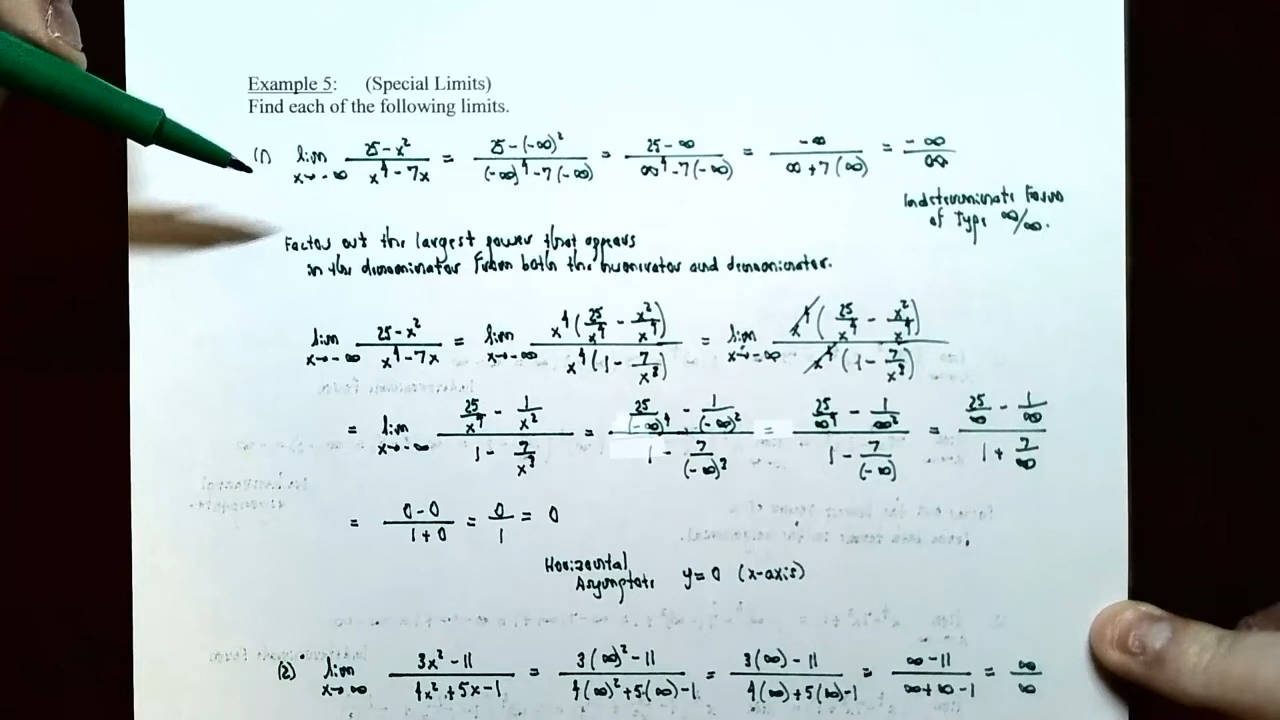 Example 5: (Special Limits)
Find each of the following limits.
(1) lim x→-∞ (25-x²)/(x⁴-7x) = (25-(-∞)²)/((-∞)⁴-7(-∞)) = (25-∞)/(∞⁴-7(-∞)) = -∞/(∞+7(∞)) = -∞/∞
Indeterminate Form
of Type ∞/∞.
Factor out the largest power that appears
in the denominator from both the numerator and denominator.
lim x→-∞ (25-x²)/(x⁴-7x) = lim x→-∞ x⁴(25/x⁴ - x²/x⁴)/x⁴(1 - 7/x³) = lim x→-∞ x⁴(25/x⁴ - x²/x⁴)/x⁴(1 - 7/x³)
= lim x→-∞ (25/x⁴ - 1/x²)/(1 - 7/x³) = (25/(-∞)⁴ - 1/(-∞)²)/(1 - 7/(-∞)³) = (25/∞⁴ - 1/∞²)/(1 - 7/(-∞)) = (25/∞ - 1/∞)/(1 + 7/∞)
= (0-0)/(1+0) = 0/1 = 0
Horizontal
Asymptote y=0 (x-axis)
(2) lim x→∞ (3x²-11)/(4x²+5x-1) = (3(∞)²-11)/(4(∞)²+5(∞)-1) = (3(∞)-11)/(4(∞)+5(∞)-1) = (∞-11)/(∞+∞-1) = ∞/∞